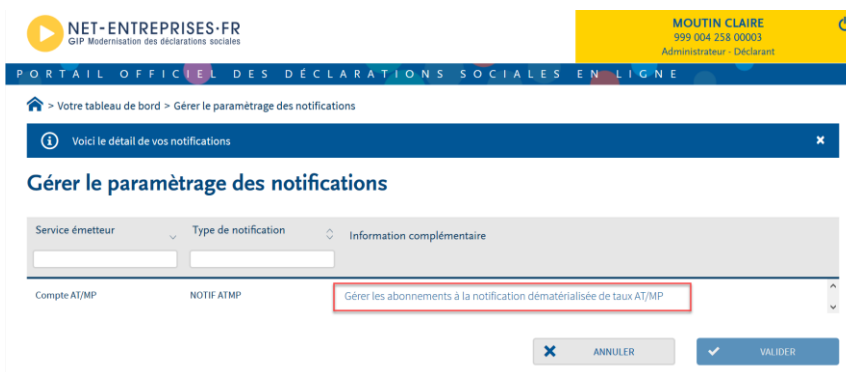 NET-ENTREPRISES·FR
GIP Modernisation des déclarations sociales
MOUTIN CLAIRE
999 004 258 00003
Administrateur - Déclarant
PORTAIL OFFICIEL DES DÉCLARATIONS SOCIALES EN LIGNE
> Votre tableau de bord > Gérer le paramètrage des notifications
Voici le détail de vos notifications
Gérer le paramètrage des notifications
Service émetteur Type de notification Information complémentaire
Compte AT/MP NOTIF ATMP Gérer les abonnements à la notification dématérialisée de taux AT/MP
ANNULER VALIDER